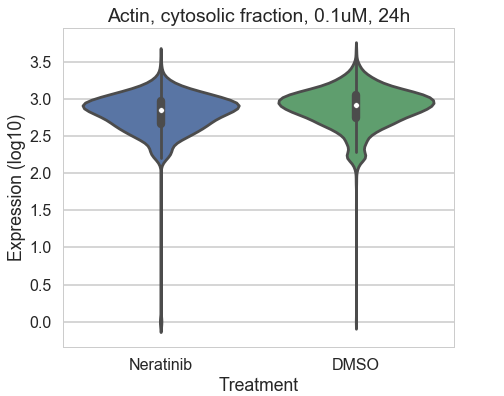 Actin, cytosolic fraction, 0.1uM, 24h
Expression (log10)
3.5
3.0
2.5
2.0
1.5
1.0
0.5
0.0
Neratinib DMSO
Treatment